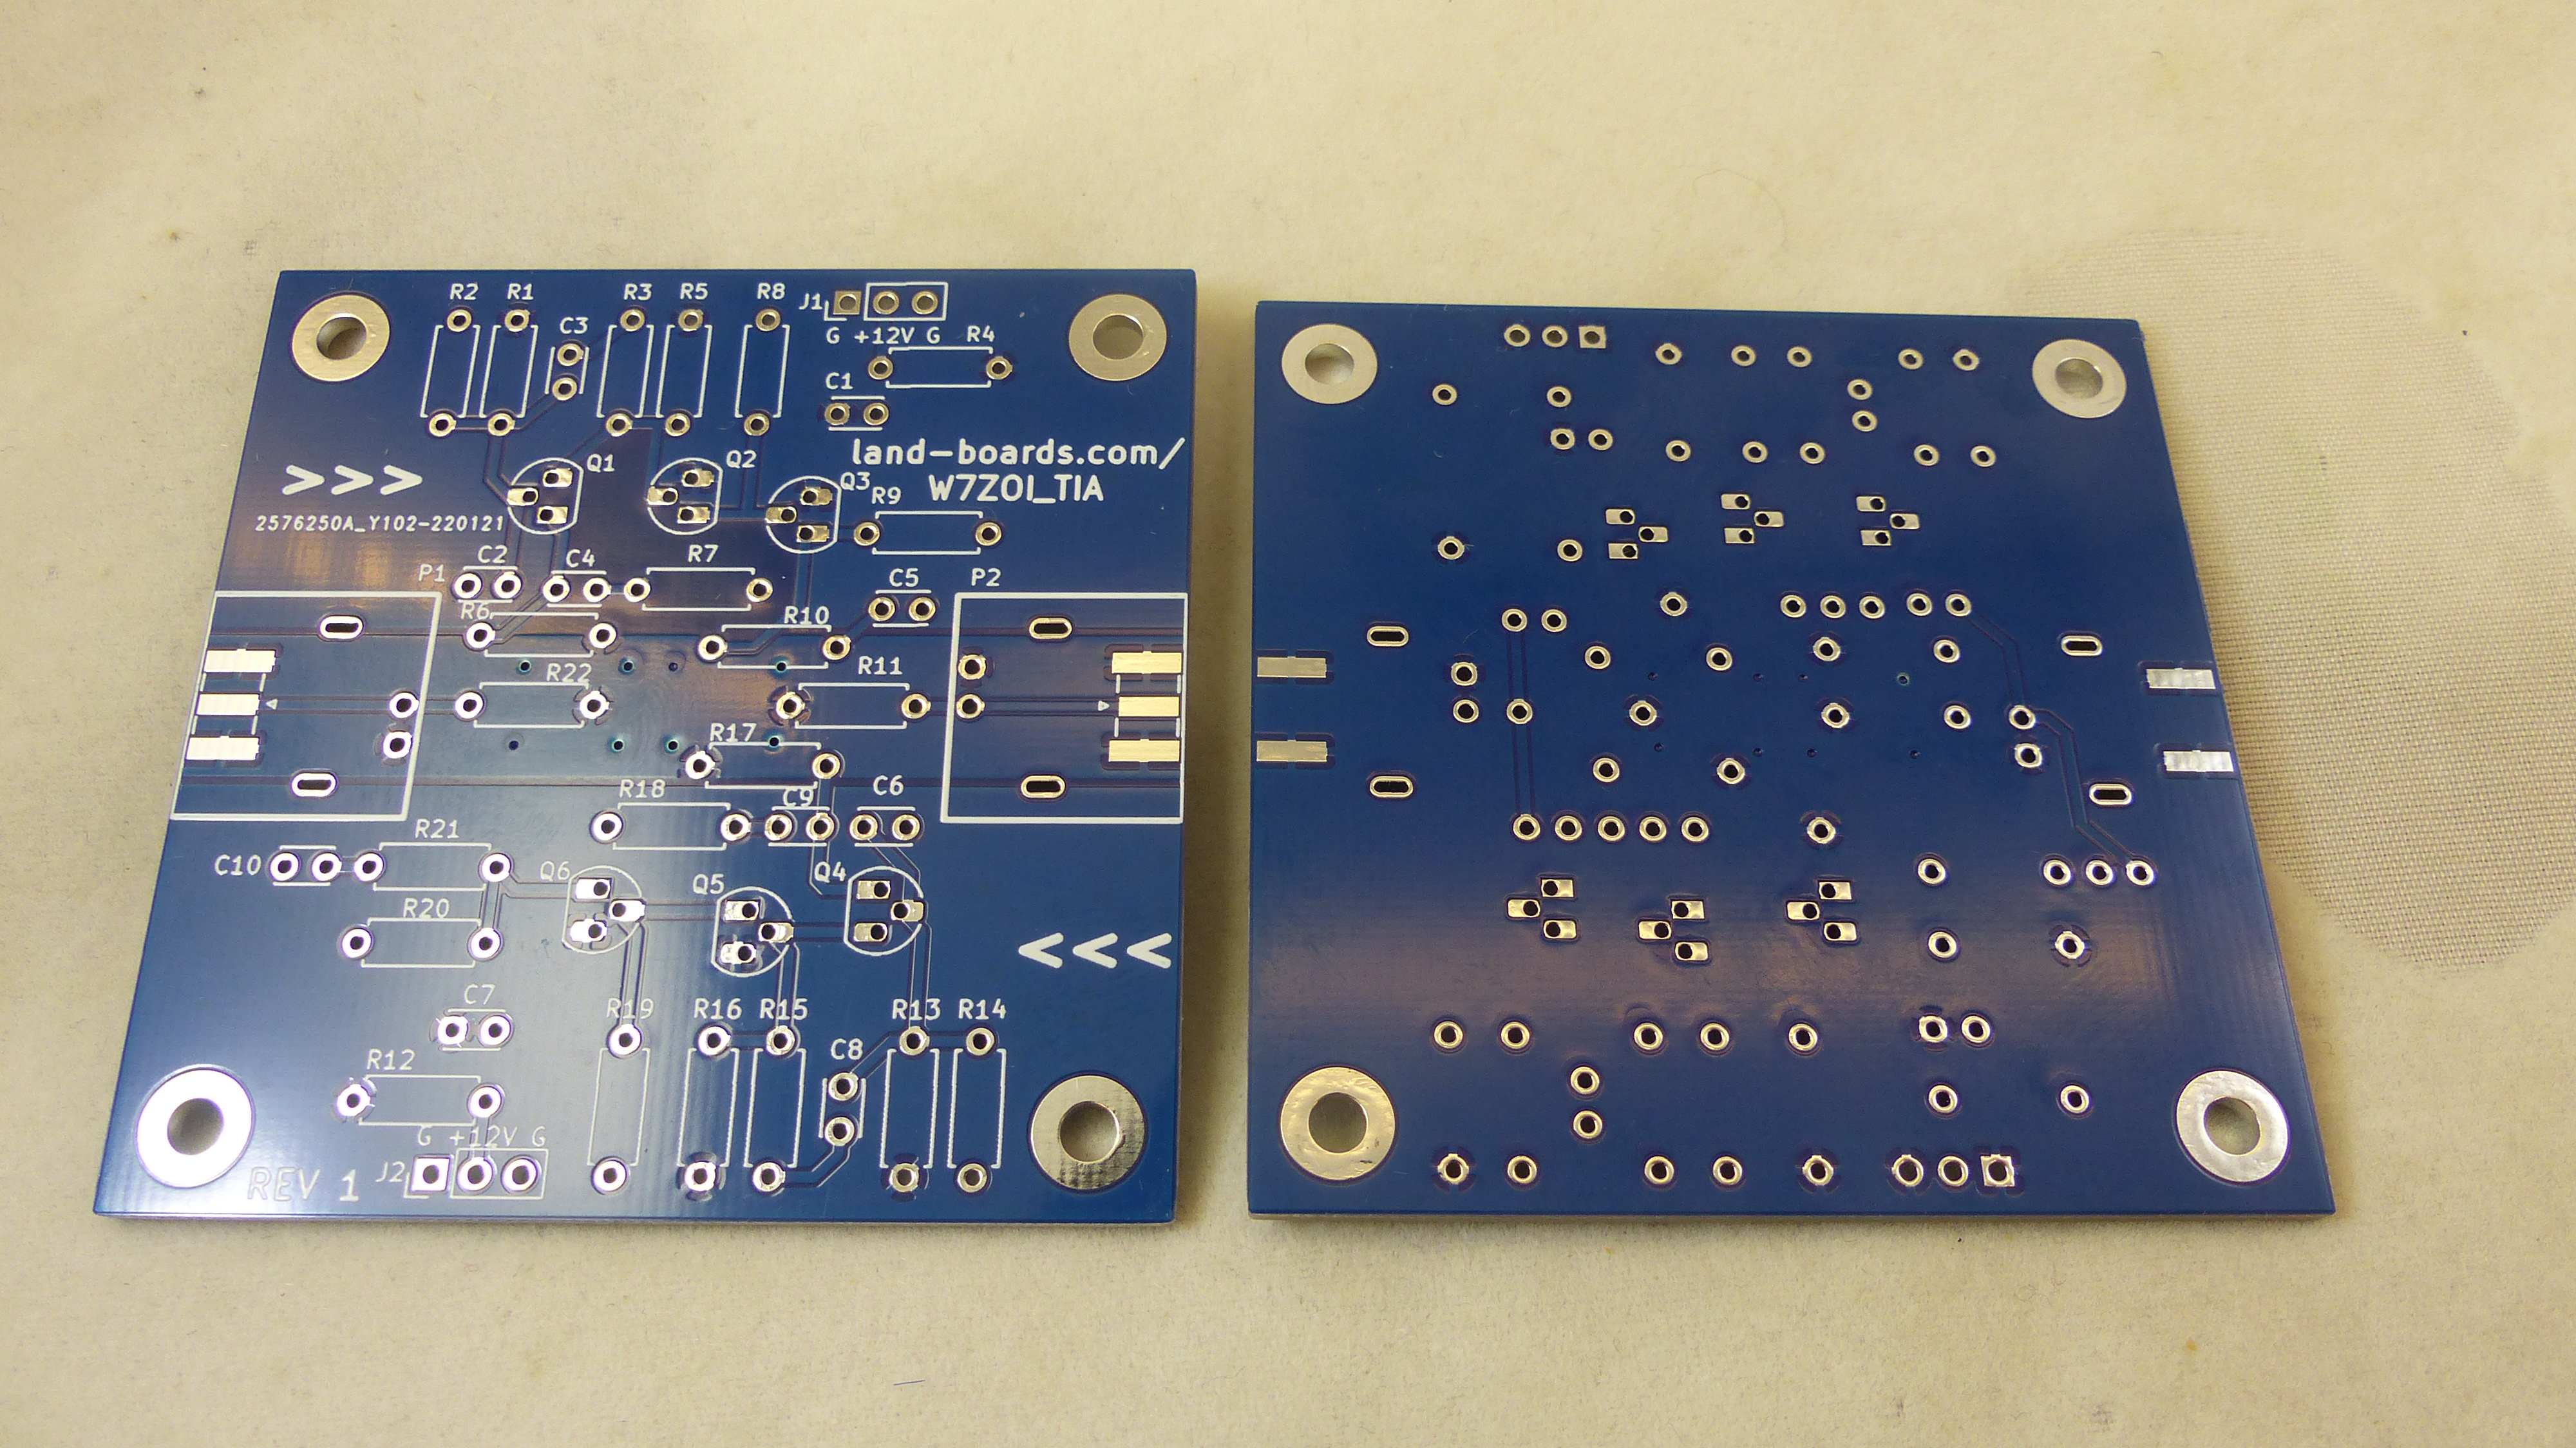 R2 R1 R3 R5 R8 J1
C3
G +12V G R4
C1
land-boards.com/
W7ZOI_TIA
>>> Q1 Q2 Q3 R9
2576250A_Y102-220121
P1 C2 C4 R7 C5 P2
R6 R10
R22 R11
R17
R18 C9 C6
C10 R21
Q6 Q5 Q4
R20
<<<
C7 R19 R16 R15 R13 R14
R12 C8
G +12V G
REV 1 J2